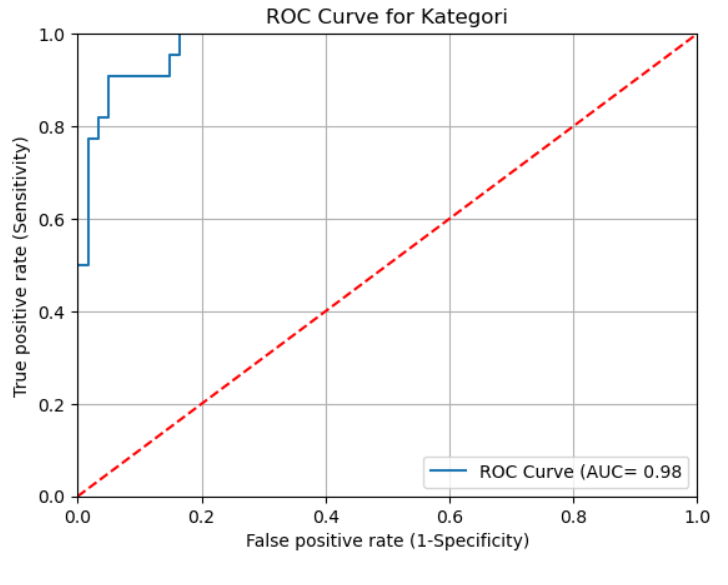 ROC Curve for Kategori
1.0
0.8
0.6
0.4
0.2
0.0
True positive rate (Sensitivity)
ROC Curve (AUC= 0.98
0.0 0.2 0.4 0.6 0.8 1.0
False positive rate (1-Specificity)